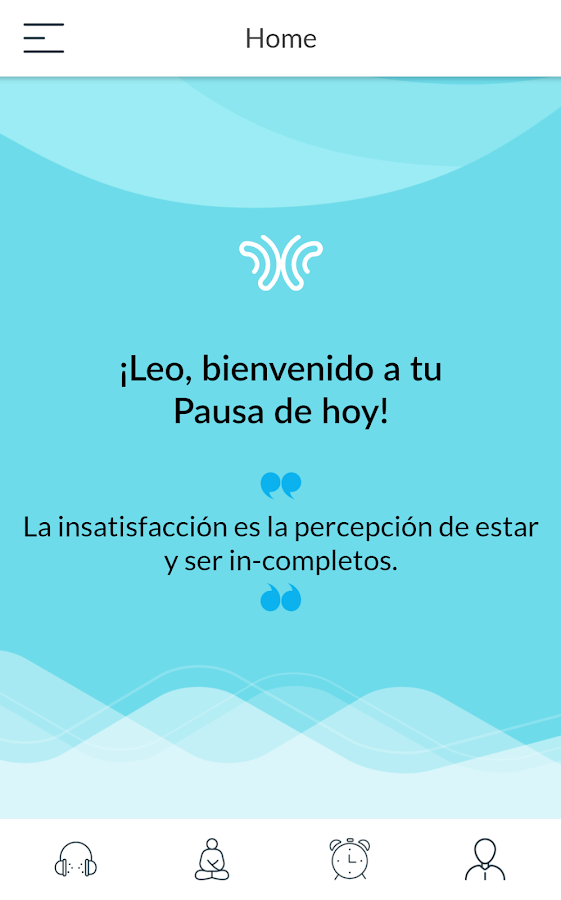 Home
¡Leo, bienvenido a tu
Pausa de hoy!
La insatisfacción es la percepción de estar
y ser in-completos.